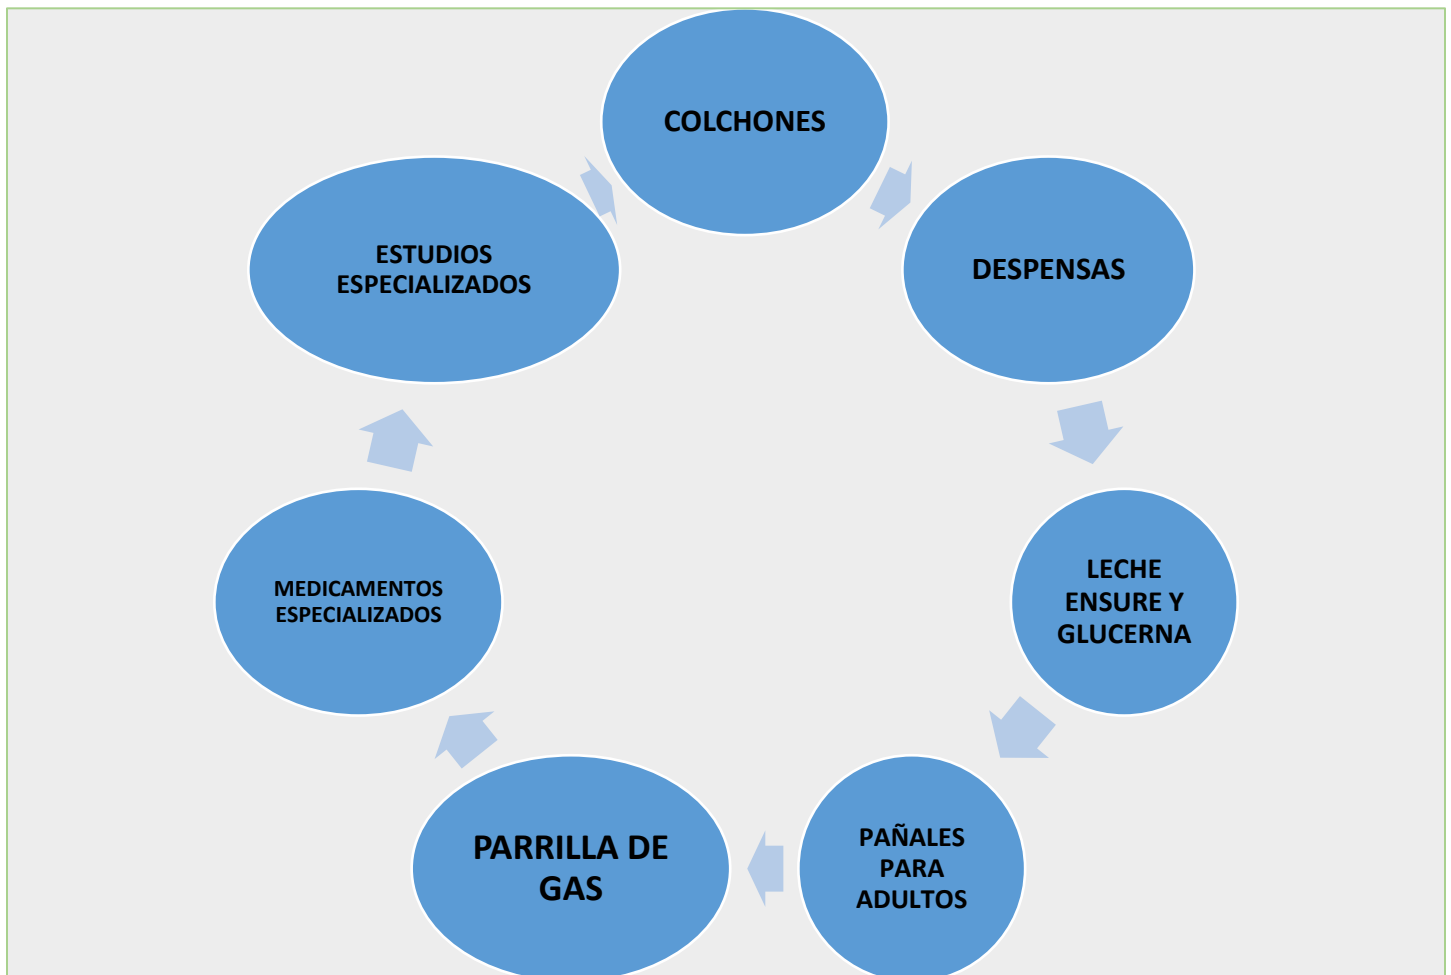 COLCHONES
DESPENSAS
LECHE
ENSURE Y
GLUCERNA
PAÑALES
PARA
ADULTOS
PARRILLA DE
GAS
MEDICAMENTOS
ESPECIALIZADOS
ESTUDIOS
ESPECIALIZADOS